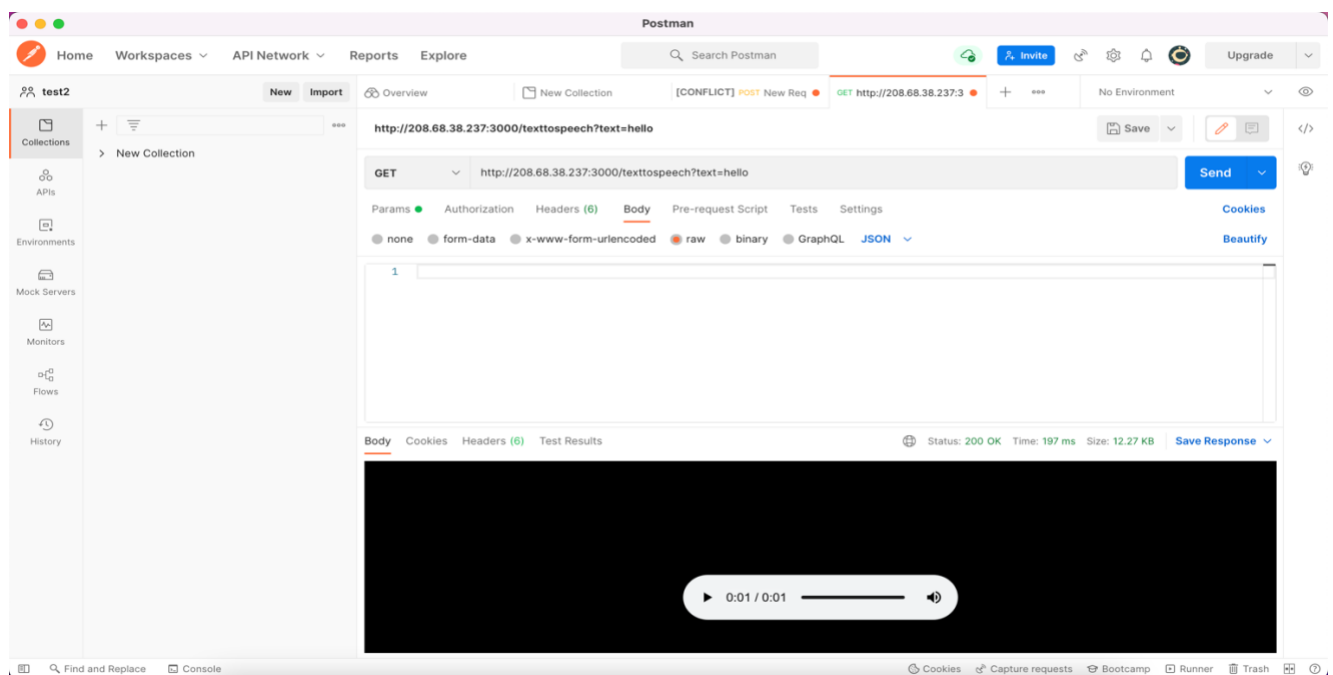 Postman
Home Workspaces API Network Reports Explore Search Postman Invite Upgrade
test2 New Import Overview New Collection [CONFLICT] POST New Req GET http://208.68.38.237:3 No Environment
Collections
New Collection
APIs
Environments
Mock Servers
Monitors
Flows
History
http://208.68.38.237:3000/texttospeech?text=hello Save
GET http://208.68.38.237:3000/texttospeech?text=hello Send
Params Authorization Headers (6) Body Pre-request Script Tests Settings Cookies
none form-data x-www-form-urlencoded raw binary GraphQL JSON Beautify
1
Body Cookies Headers (6) Test Results Status: 200 OK Time: 197 ms Size: 12.27 KB Save Response
0:01 / 0:01
Find and Replace Console Cookies Capture requests Bootcamp Runner Trash